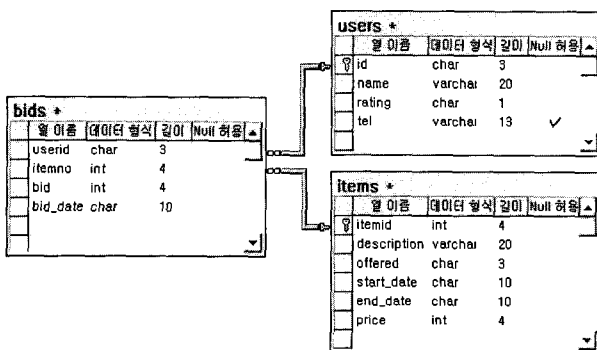 users *
열 이름 데이터 형식 길이 Null 허용
id char 3
name varchar 20
rating char 1
tel varchar 13 ✓
bids *
열 이름 데이터 형식 길이 Null 허용
userid char 3
itemno int 4
bid int 4
bid_date char 10
items *
열 이름 데이터 형식 길이 Null 허용
itemid int 4
description varchar 20
offered char 3
start_date char 10
end_date char 10
price int 4